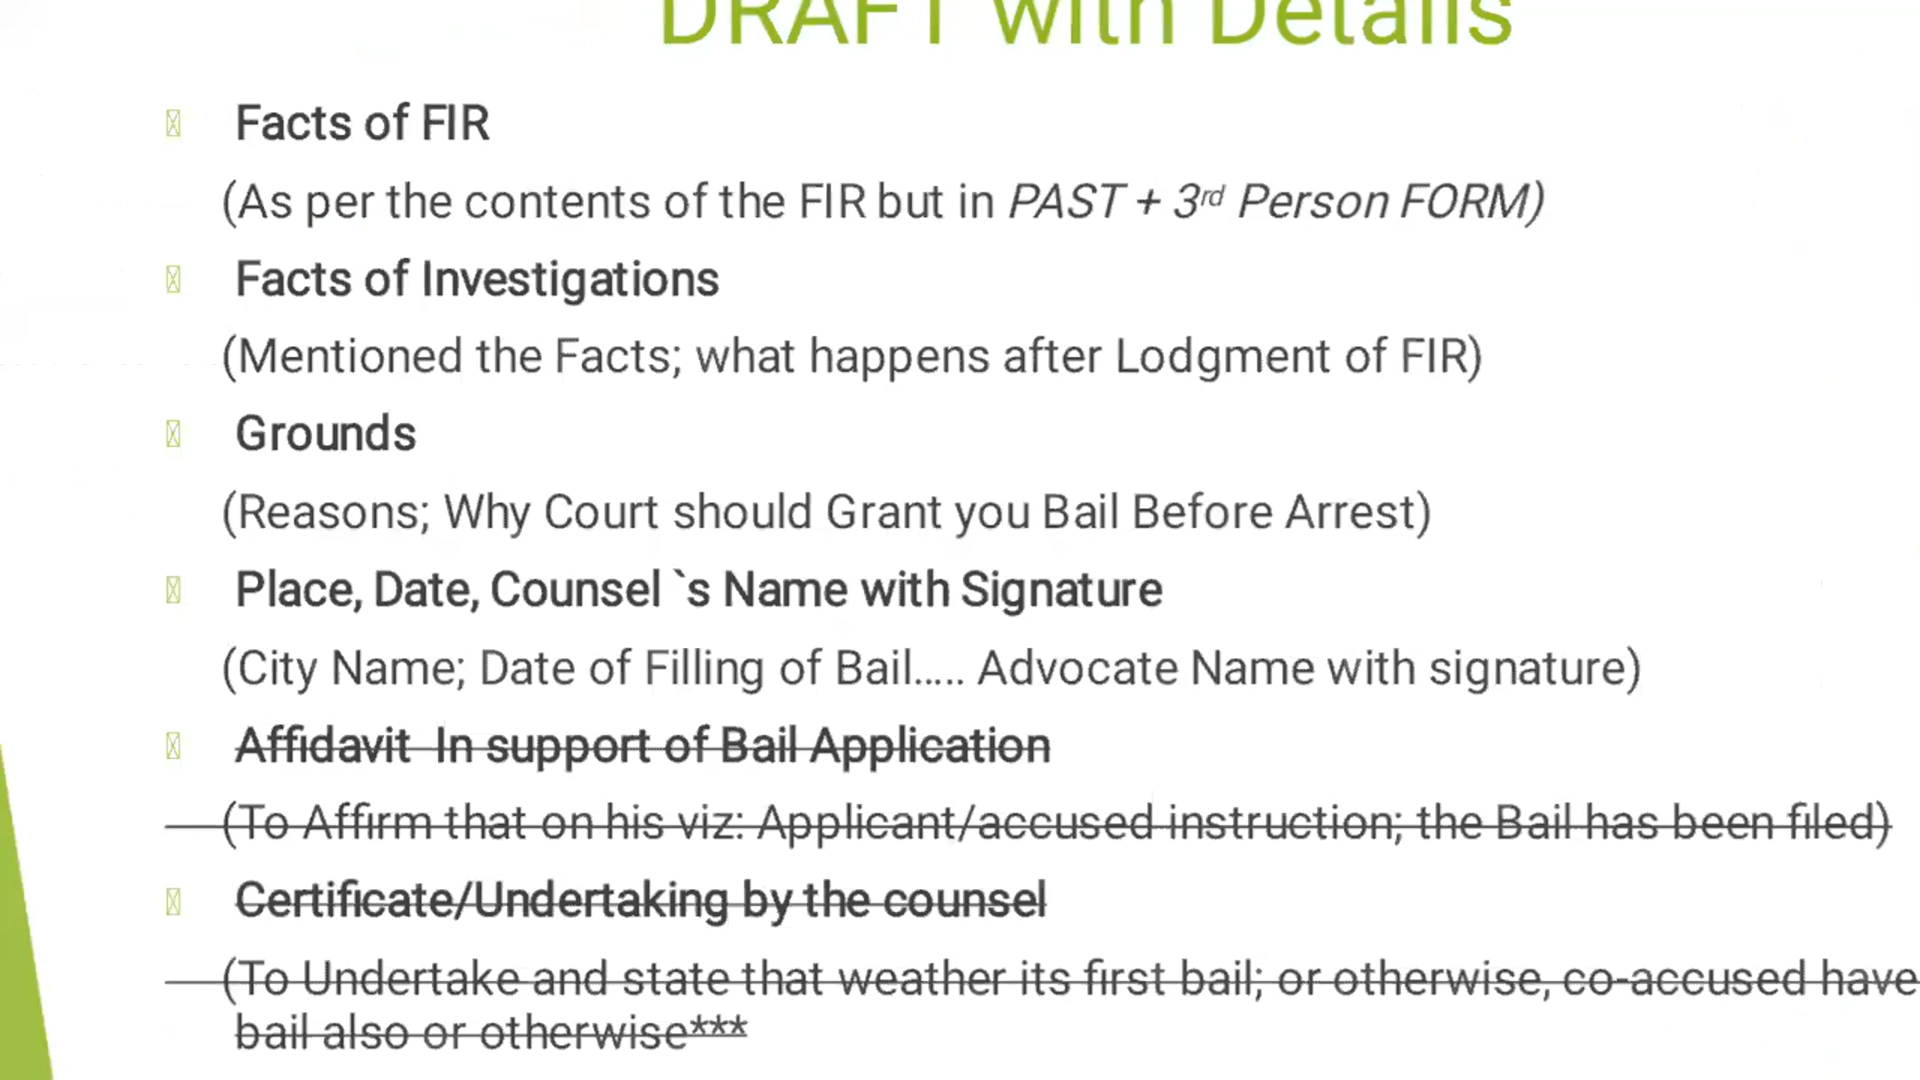 DRAFT with Details
Facts of FIR
(As per the contents of the FIR but in PAST + 3rd Person FORM)
Facts of Investigations
(Mentioned the Facts; what happens after Lodgment of FIR)
Grounds
(Reasons; Why Court should Grant you Bail Before Arrest)
Place, Date, Counsel `s Name with Signature
(City Name; Date of Filling of Bail..... Advocate Name with signature)
Affidavit  In support of Bail Application
(To Affirm that on his viz: Applicant/accused instruction; the Bail has been filed)
Certificate/Undertaking by the counsel
(To Undertake and state that weather its first bail; or otherwise, co-accused have
bail also or otherwise***